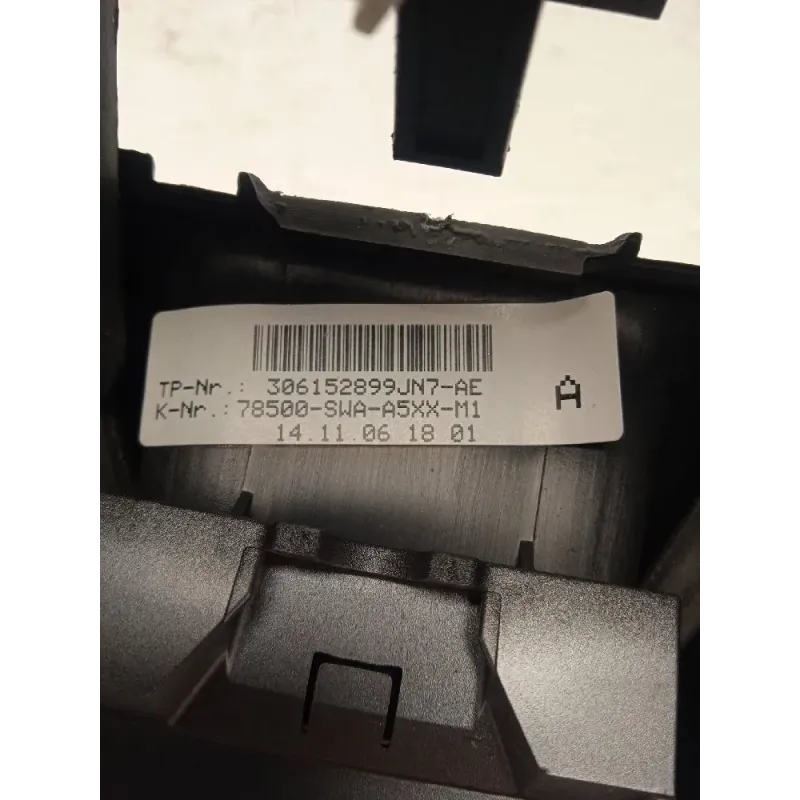 TP-Nr.: 306152899JN7-AE
K-Nr.: 78500-SWA-A5XX-M1
A
14.11.06 18 01